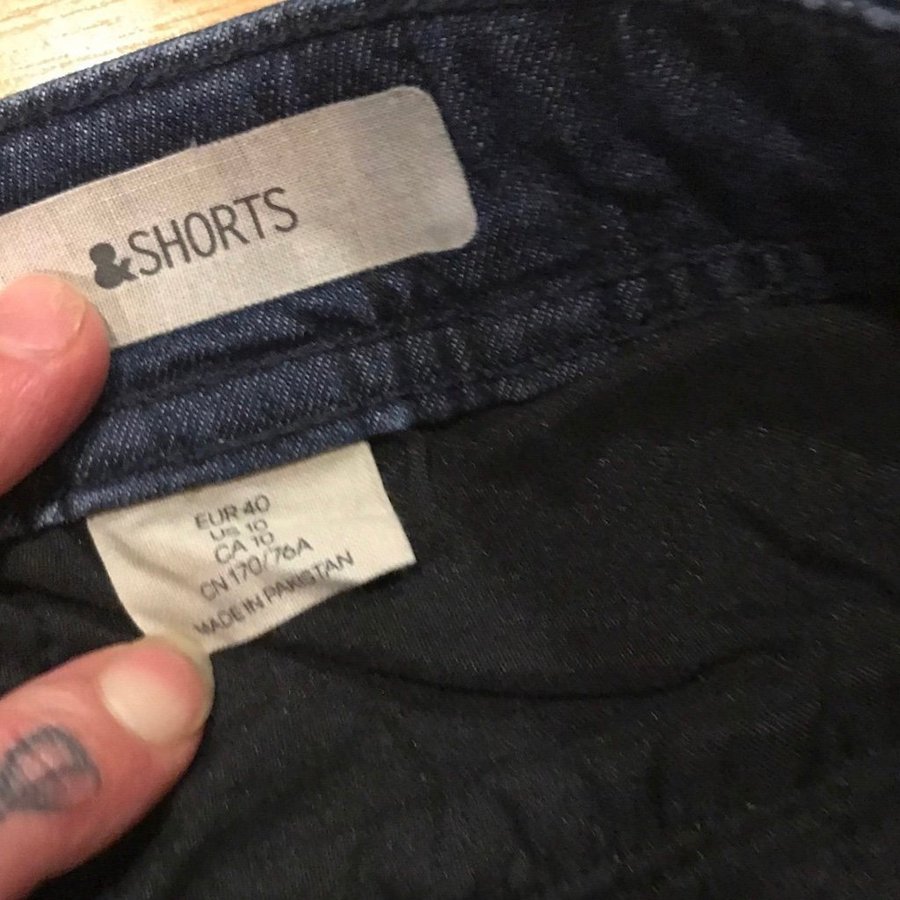 &SHORTS
EUR 40
US 10
CA 10
CN 170/76A
MADE IN PAKISTAN